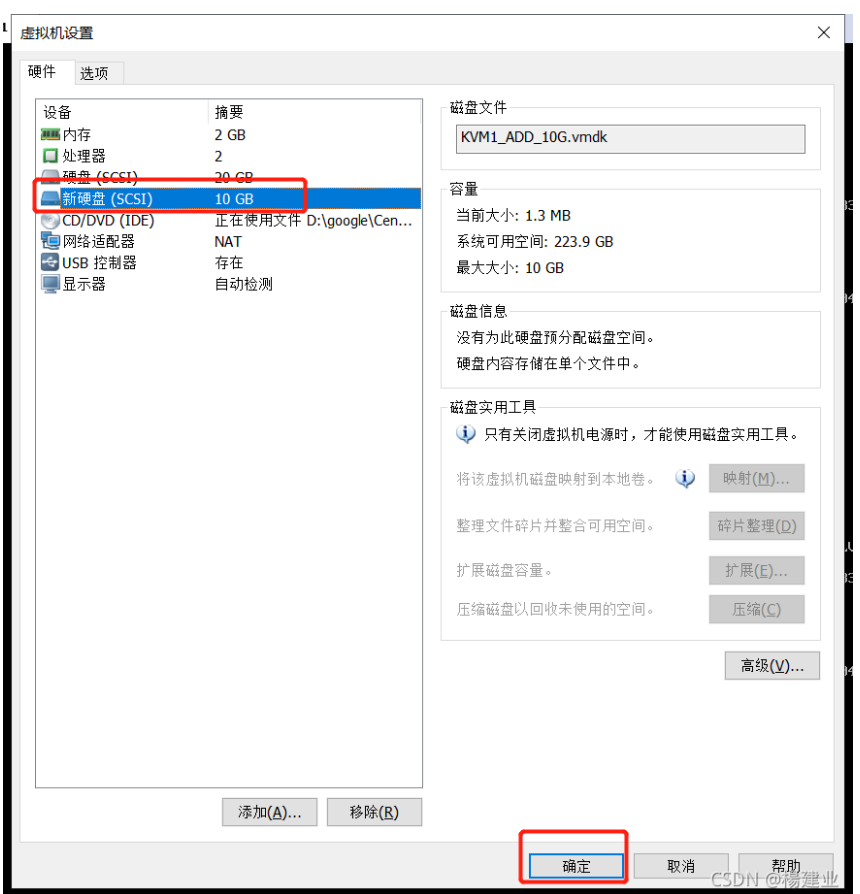 虚拟机设置
硬件 选项
设备 摘要
内存 2 GB
处理器 2
硬盘 (SCSI) 20 GB
新硬盘 (SCSI) 10 GB
CD/DVD (IDE) 正在使用文件 D:\google\Cen...
网络适配器 NAT
USB 控制器 存在
显示器 自动检测
添加(A)... 移除(R)
磁盘文件
KVM1_ADD_10G.vmdk
容量
当前大小: 1.3 MB
系统可用空间: 223.9 GB
最大大小: 10 GB
磁盘信息
没有为此硬盘预分配磁盘空间。
硬盘内容存储在单个文件中。
磁盘实用工具
只有关闭虚拟机电源时，才能使用磁盘实用工具。
将该虚拟机磁盘映射到本地卷。 映射(M)...
整理文件碎片并整合可用空间。 碎片整理(D)
扩展磁盘容量。 扩展(E)...
压缩磁盘以回收未使用的空间。 压缩(C)
高级(V)...
确定 取消 帮助
CSDN @楊建业